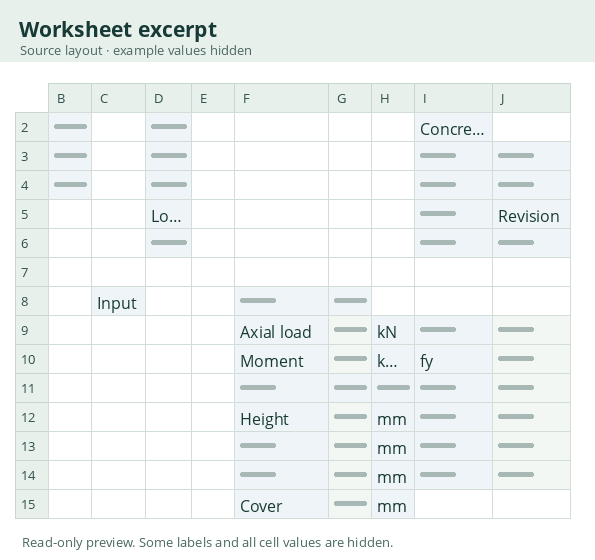 Worksheet excerpt
Source layout · example values hidden
B C D E F G H I J
2 Concre...
3
4
5 Lo... Revision
6
7
8 Input
9 Axial load kN
10 Moment k... fy
11
12 Height mm
13 mm
14 mm
15 Cover mm
Read-only preview. Some labels and all cell values are hidden.